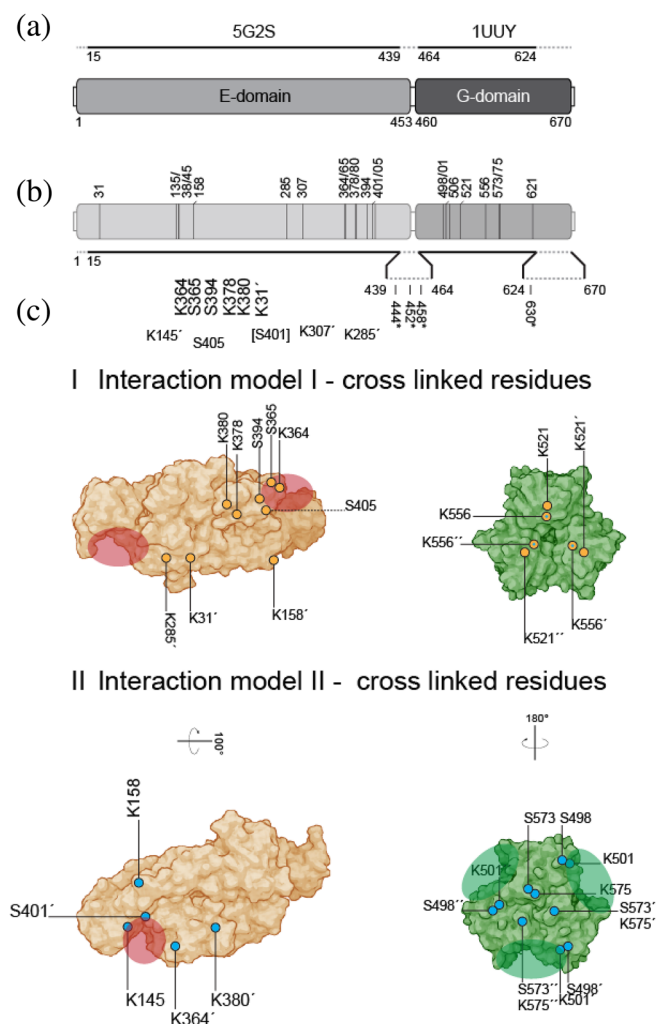 (a)
5G2S 1UUY
15 439 464 624
E-domain G-domain
1 453 460 670
(b)
31 135/ 38/45 158 285 307 364/65 378/80 394 401/05 498/01 506 521 556 573/75 621
1 15 439 464 624 670
444* 452* 458* 630*
K364 S365 S394 K378 K380 K31´
(c)
K145´ S405 [S401] K307´ K285´
I Interaction model I - cross linked residues
K380 K378 S394 S365 K364 K521 K521´
S405 K556
K556´´
K285´ K31´ K158´ K521´´ K556´
II Interaction model II - cross linked residues
100° 180°
K158 S573 S498
K501´´ K501
K575
S401´ S498´´ S573´
K575´
K145 K380´ S573´´ S498´
K364´ K575´´ K501´